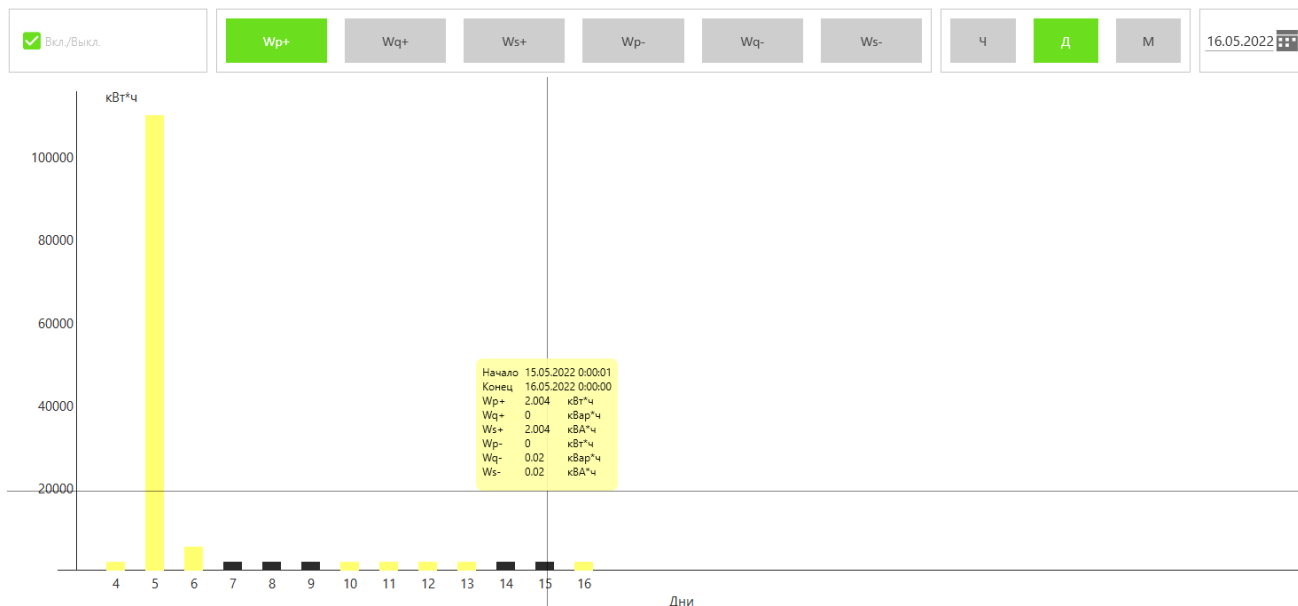 Вкл./Выкл.
Wp+ Wq+ Ws+ Wp- Wq- Ws-
Ч Д М
16.05.2022
кВт*ч
100000
80000
60000
40000
20000
Начало 15.05.2022 0:00:01
Конец 16.05.2022 0:00:00
Wp+ 2.004 кВт*ч
Wq+ 0 кВар*ч
Ws+ 2.004 кВА*ч
Wp- 0 кВт*ч
Wq- 0.02 кВар*ч
Ws- 0.02 кВА*ч
4 5 6 7 8 9 10 11 12 13 14 15 16
Дни